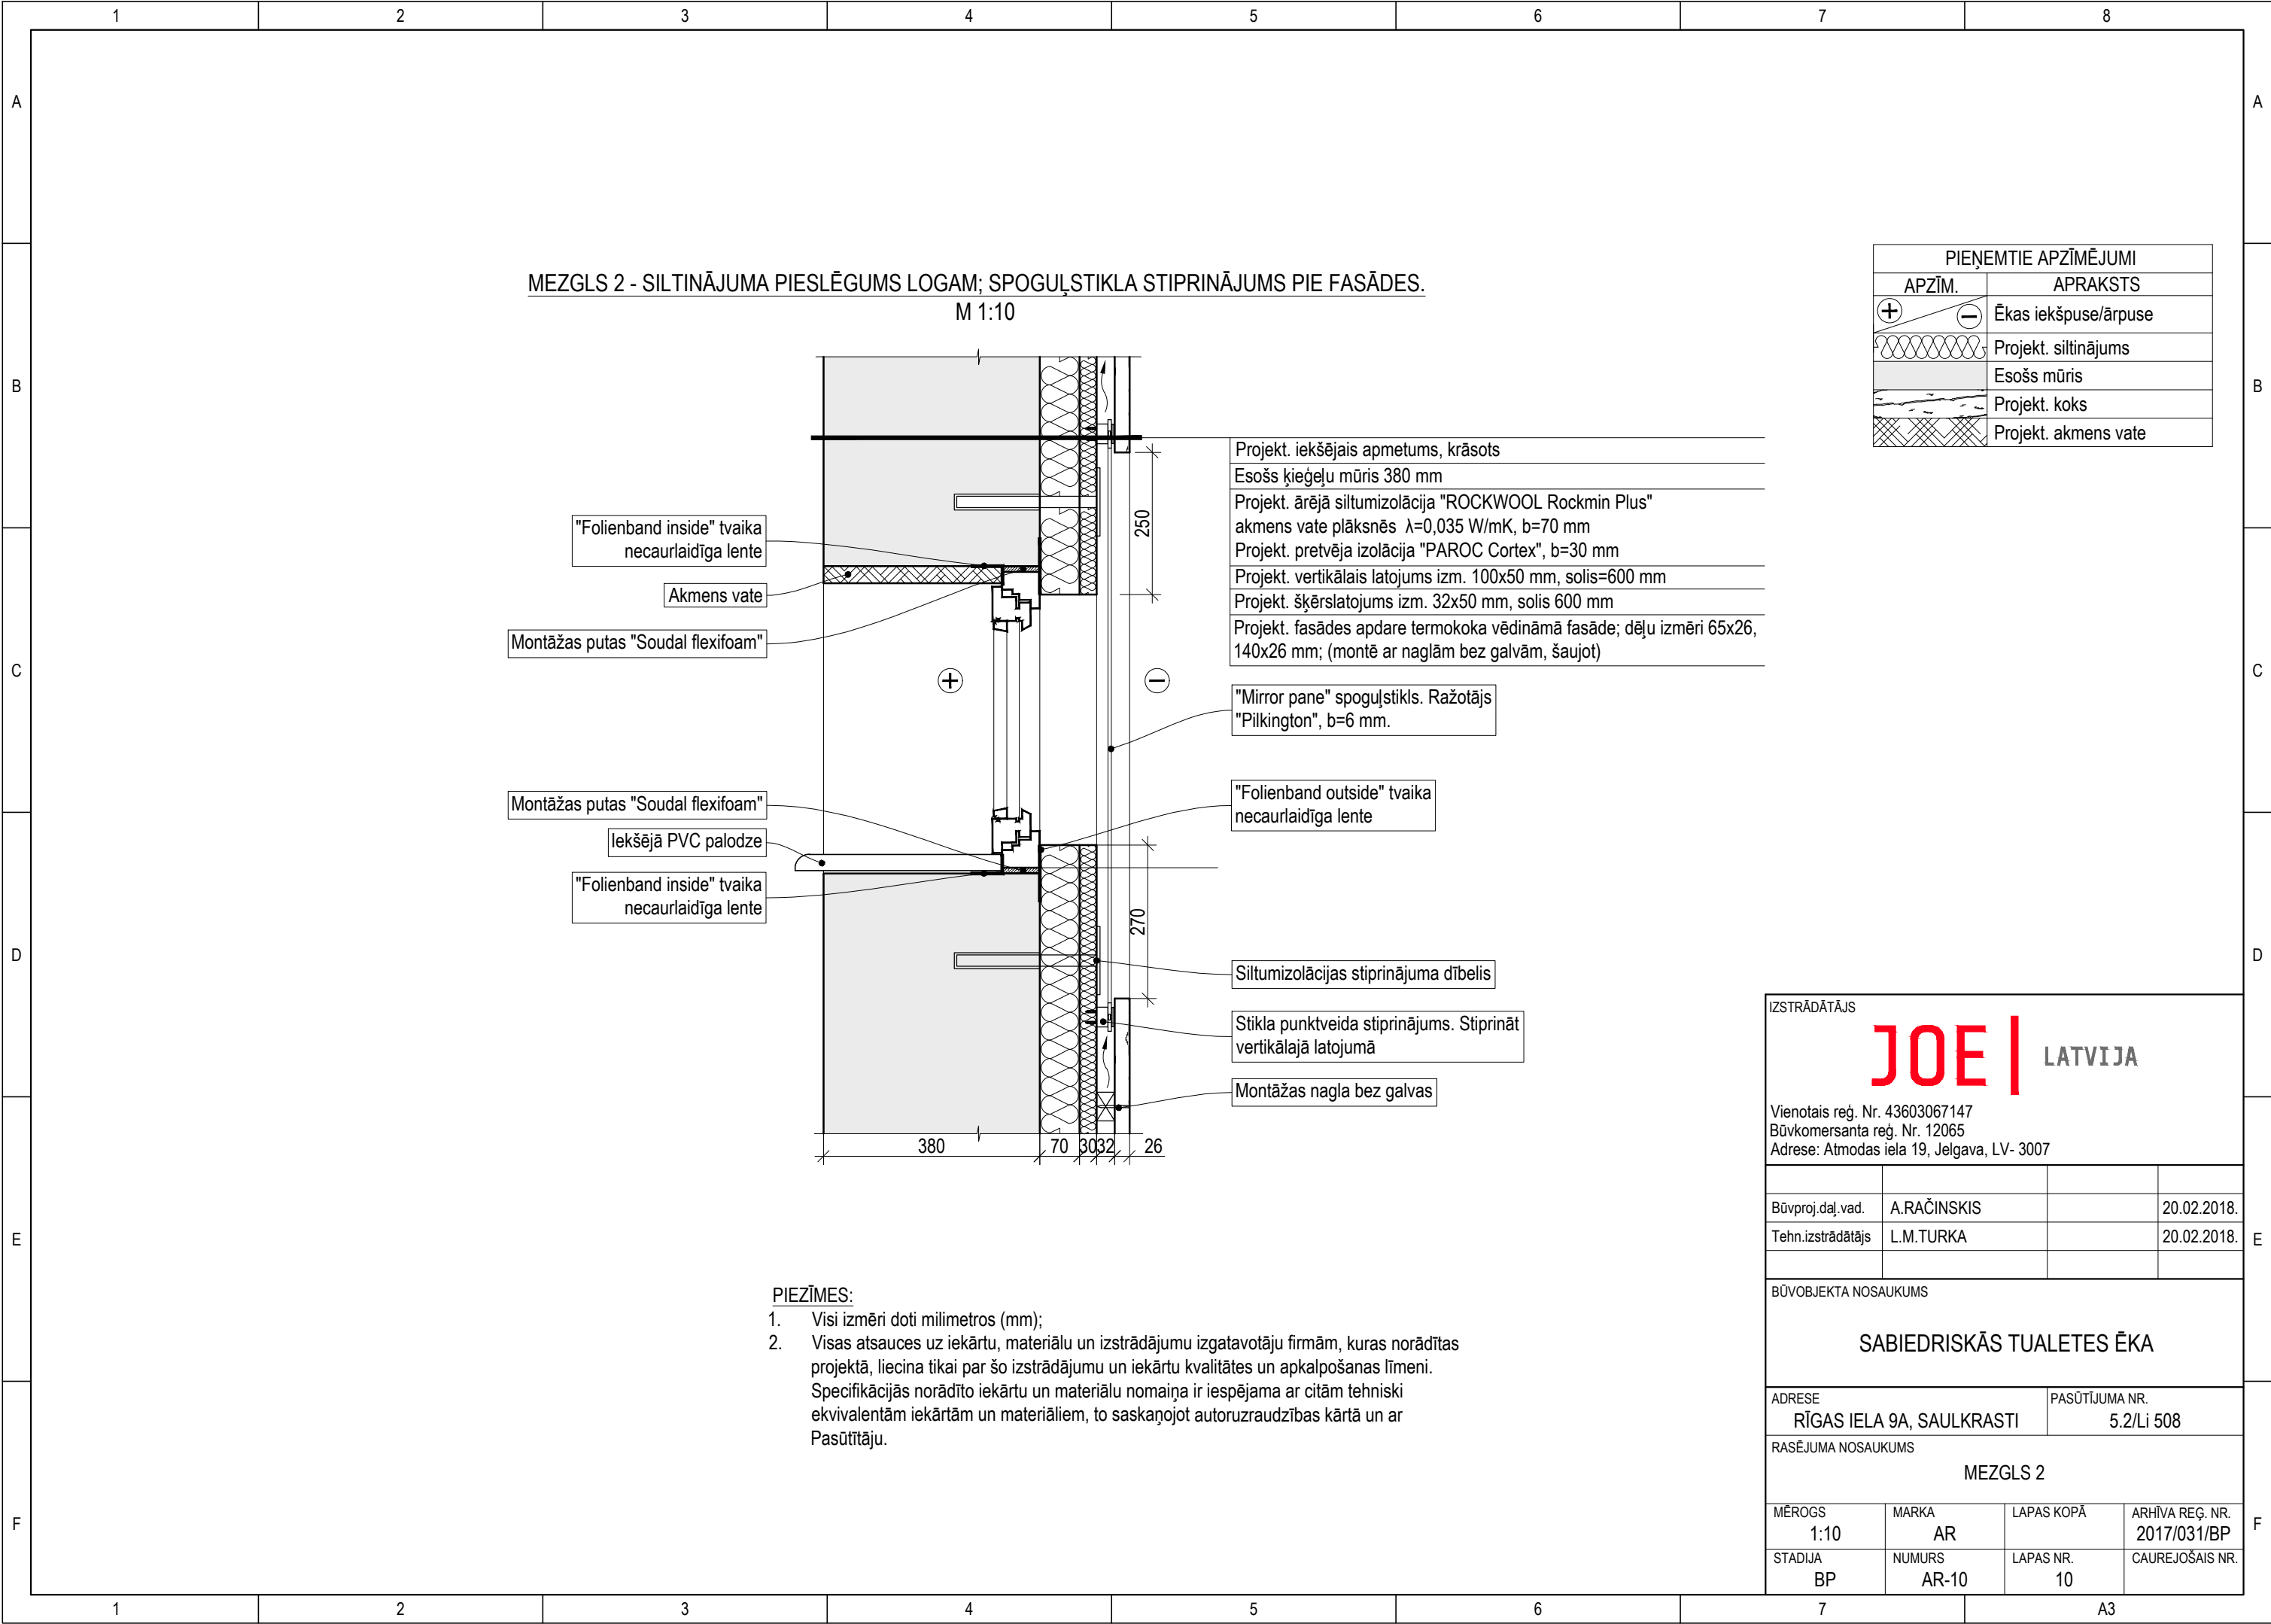 1 2 3 4 5 6 7 8
A A
B B
C C
D D
E E
F F
MEZGLS 2 - SILTINĀJUMA PIESLĒGUMS LOGAM; SPOGUĻSTIKLA STIPRINĀJUMS PIE FASĀDES.
M 1:10
PIEŅEMTIE APZĪMĒJUMI
APZĪM. APRAKSTS
Ēkas iekšpuse/ārpuse
Projekt. siltinājums
Esošs mūris
Projekt. koks
Projekt. akmens vate
"Folienband inside" tvaika
necaurlaidīga lente
Akmens vate
Montāžas putas "Soudal flexifoam"
Montāžas putas "Soudal flexifoam"
Iekšējā PVC palodze
"Folienband inside" tvaika
necaurlaidīga lente
250
270
380 70 30 32 26
Projekt. iekšējais apmetums, krāsots
Esošs ķieģeļu mūris 380 mm
Projekt. ārējā siltumizolācija "ROCKWOOL Rockmin Plus"
akmens vate plāksnēs λ=0,035 W/mK, b=70 mm
Projekt. pretvēja izolācija "PAROC Cortex", b=30 mm
Projekt. vertikālais latojums izm. 100x50 mm, solis=600 mm
Projekt. šķērslatojums izm. 32x50 mm, solis 600 mm
Projekt. fasādes apdare termokoka vēdināmā fasāde; dēļu izmēri 65x26,
140x26 mm; (montē ar naglām bez galvām, šaujot)
"Mirror pane" spoguļstikls. Ražotājs
"Pilkington", b=6 mm.
"Folienband outside" tvaika
necaurlaidīga lente
Siltumizolācijas stiprinājuma dībelis
Stikla punktveida stiprinājums. Stiprināt
vertikālajā latojumā
Montāžas nagla bez galvas
PIEZĪMES:
1. Visi izmēri doti milimetros (mm);
2. Visas atsauces uz iekārtu, materiālu un izstrādājumu izgatavotāju firmām, kuras norādītas
projektā, liecina tikai par šo izstrādājumu un iekārtu kvalitātes un apkalpošanas līmeni.
Specifikācijās norādīto iekārtu un materiālu nomaiņa ir iespējama ar citām tehniski
ekvivalentām iekārtām un materiāliem, to saskaņojot autoruzraudzības kārtā un ar
Pasūtītāju.
IZSTRĀDĀTĀJS
JOE LATVIJA
Vienotais reģ. Nr. 43603067147
Būvkomersanta reģ. Nr. 12065
Adrese: Atmodas iela 19, Jelgava, LV- 3007
Būvproj.daļ.vad. A.RAČINSKIS 20.02.2018.
Tehn.izstrādātājs L.M.TURKA 20.02.2018.
BŪVOBJEKTA NOSAUKUMS
SABIEDRISKĀS TUALETES ĒKA
ADRESE PASŪTĪJUMA NR.
RĪGAS IELA 9A, SAULKRASTI 5.2/Li 508
RASĒJUMA NOSAUKUMS
MEZGLS 2
MĒROGS MARKA LAPAS KOPĀ ARHĪVA REĢ. NR.
1:10 AR 2017/031/BP
STADIJA NUMURS LAPAS NR. CAUREJOŠAIS NR.
BP AR-10 10
1 2 3 4 5 6 7 A3